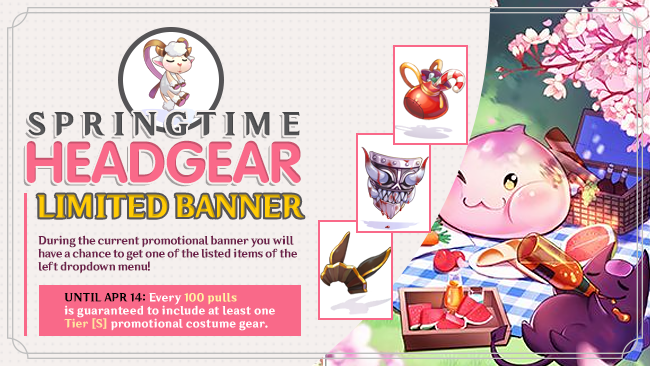 SPRINGTIME
HEADGEAR
LIMITED BANNER
During the current promotional banner you will
have a chance to get one of the listed items of the
left dropdown menu!
UNTIL APR 14: Every 100 pulls
is guaranteed to include at least one
Tier [S] promotional costume gear.